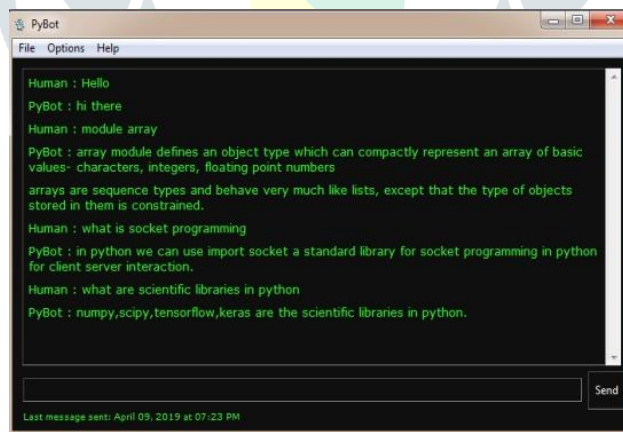 PyBot
File Options Help
Human : Hello
PyBot : hi there
Human : module array
PyBot : array module defines an object type which can compactly represent an array of basic
values- characters, integers, floating point numbers
arrays are sequence types and behave very much like lists, except that the type of objects
stored in them is constrained.
Human : what is socket programming
PyBot : in python we can use import socket a standard library for socket programming in python
for client server interaction.
Human : what are scientific libraries in python
PyBot : numpy,scipy,tensorflow,keras are the scientific libraries in python.
Send
Last message sent: April 09, 2019 at 07:23 PM